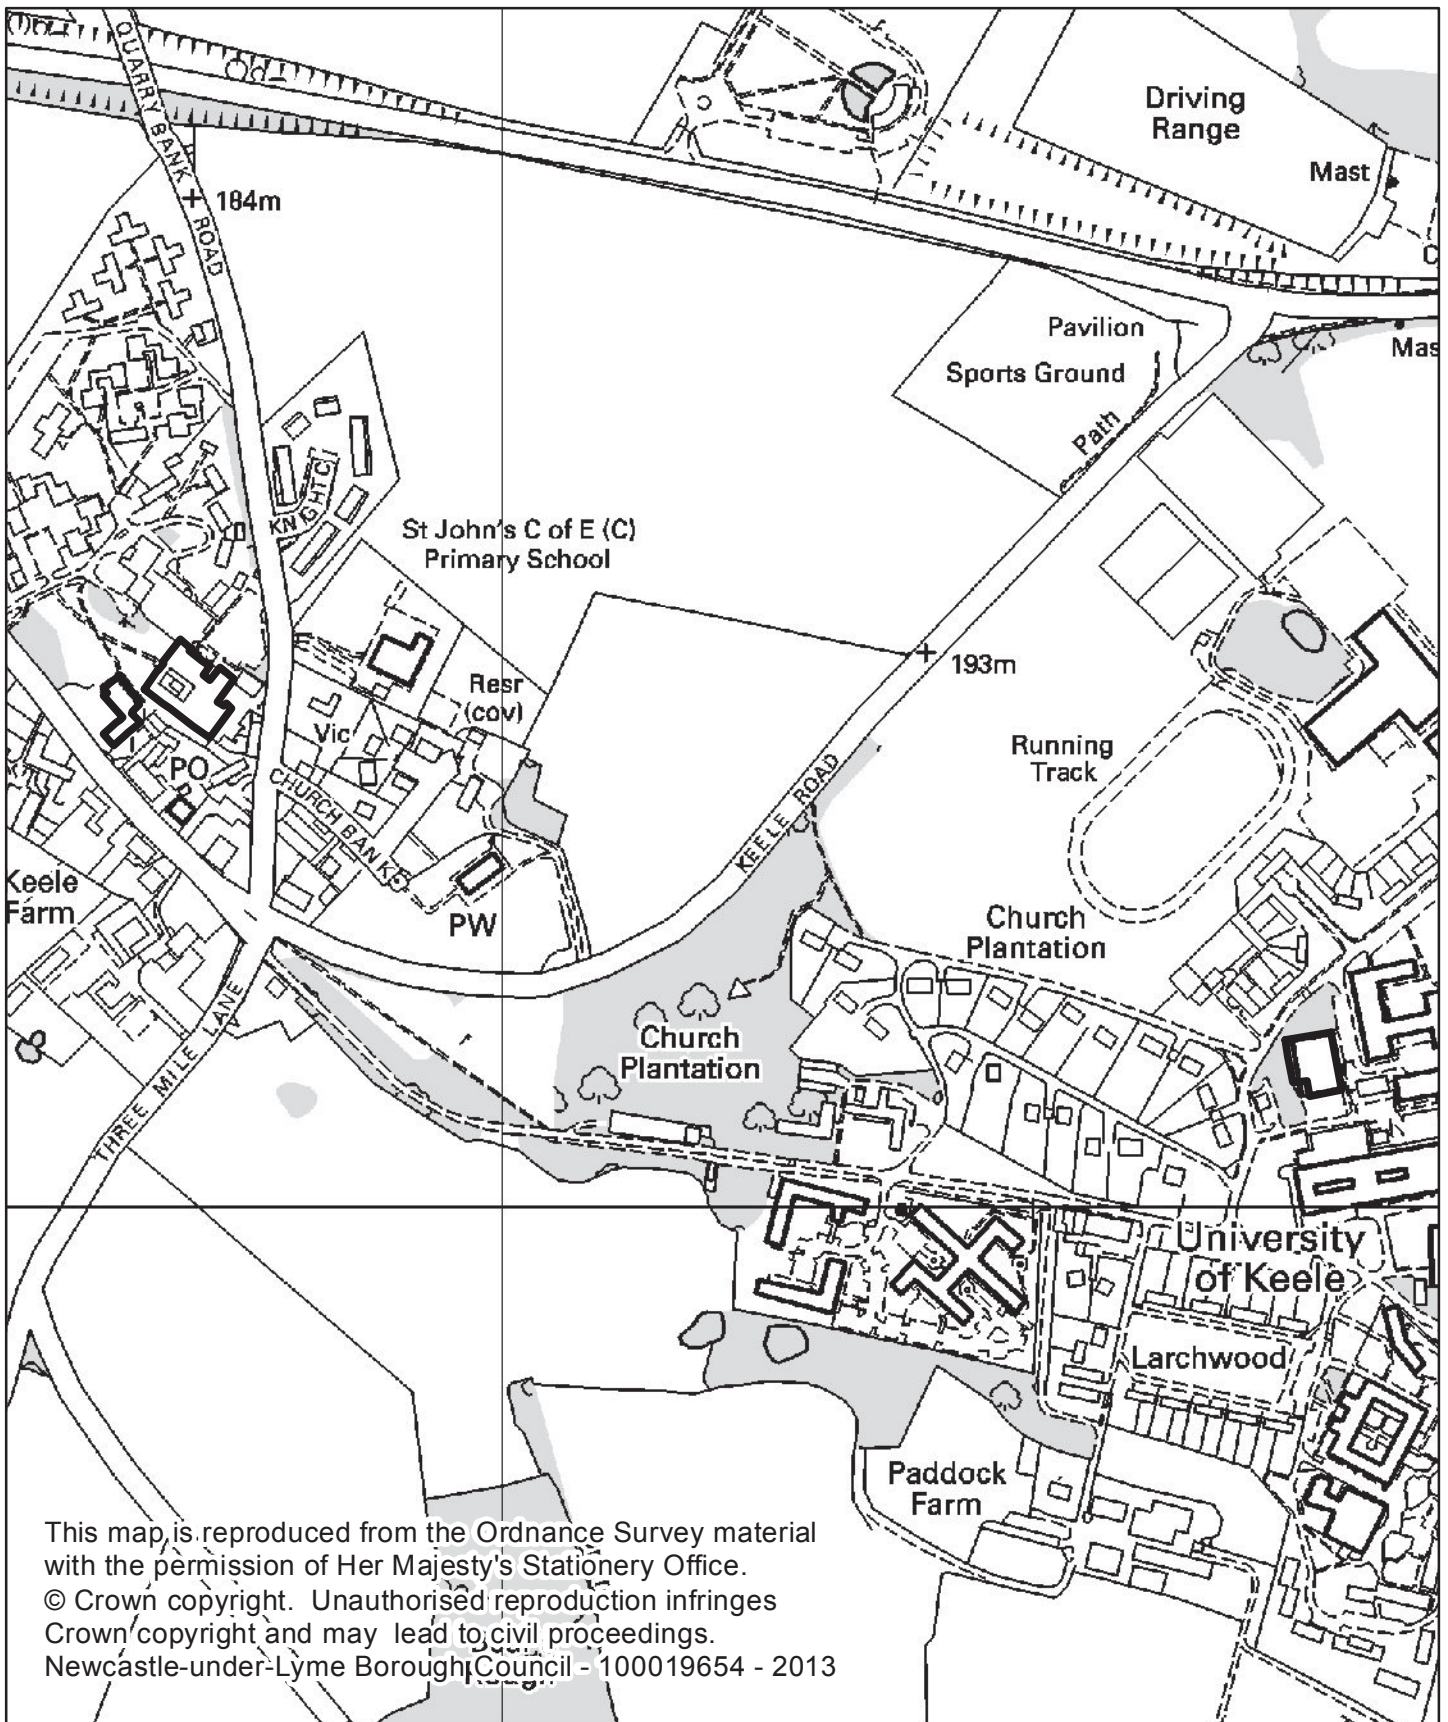 QUARRY BANK ROAD
Driving
Range
Mast
184m
Pavilion
Mas
Sports Ground
Path
KNIGHT
St John's C of E (C)
Primary School
193m
Resr
(cov)
Vic
Running
Track
PO
CHURCH BANK
KEELE ROAD
Keele
Farm
PW
Church
Plantation
Church
Plantation
THREE MILE LANE
University
of Keele
Larchwood
Paddock
Farm
This map is reproduced from the Ordnance Survey material
with the permission of Her Majesty's Stationery Office.
© Crown copyright. Unauthorised reproduction infringes
Crown copyright and may lead to civil proceedings.
Newcastle-under-Lyme Borough Council - 100019654 - 2013